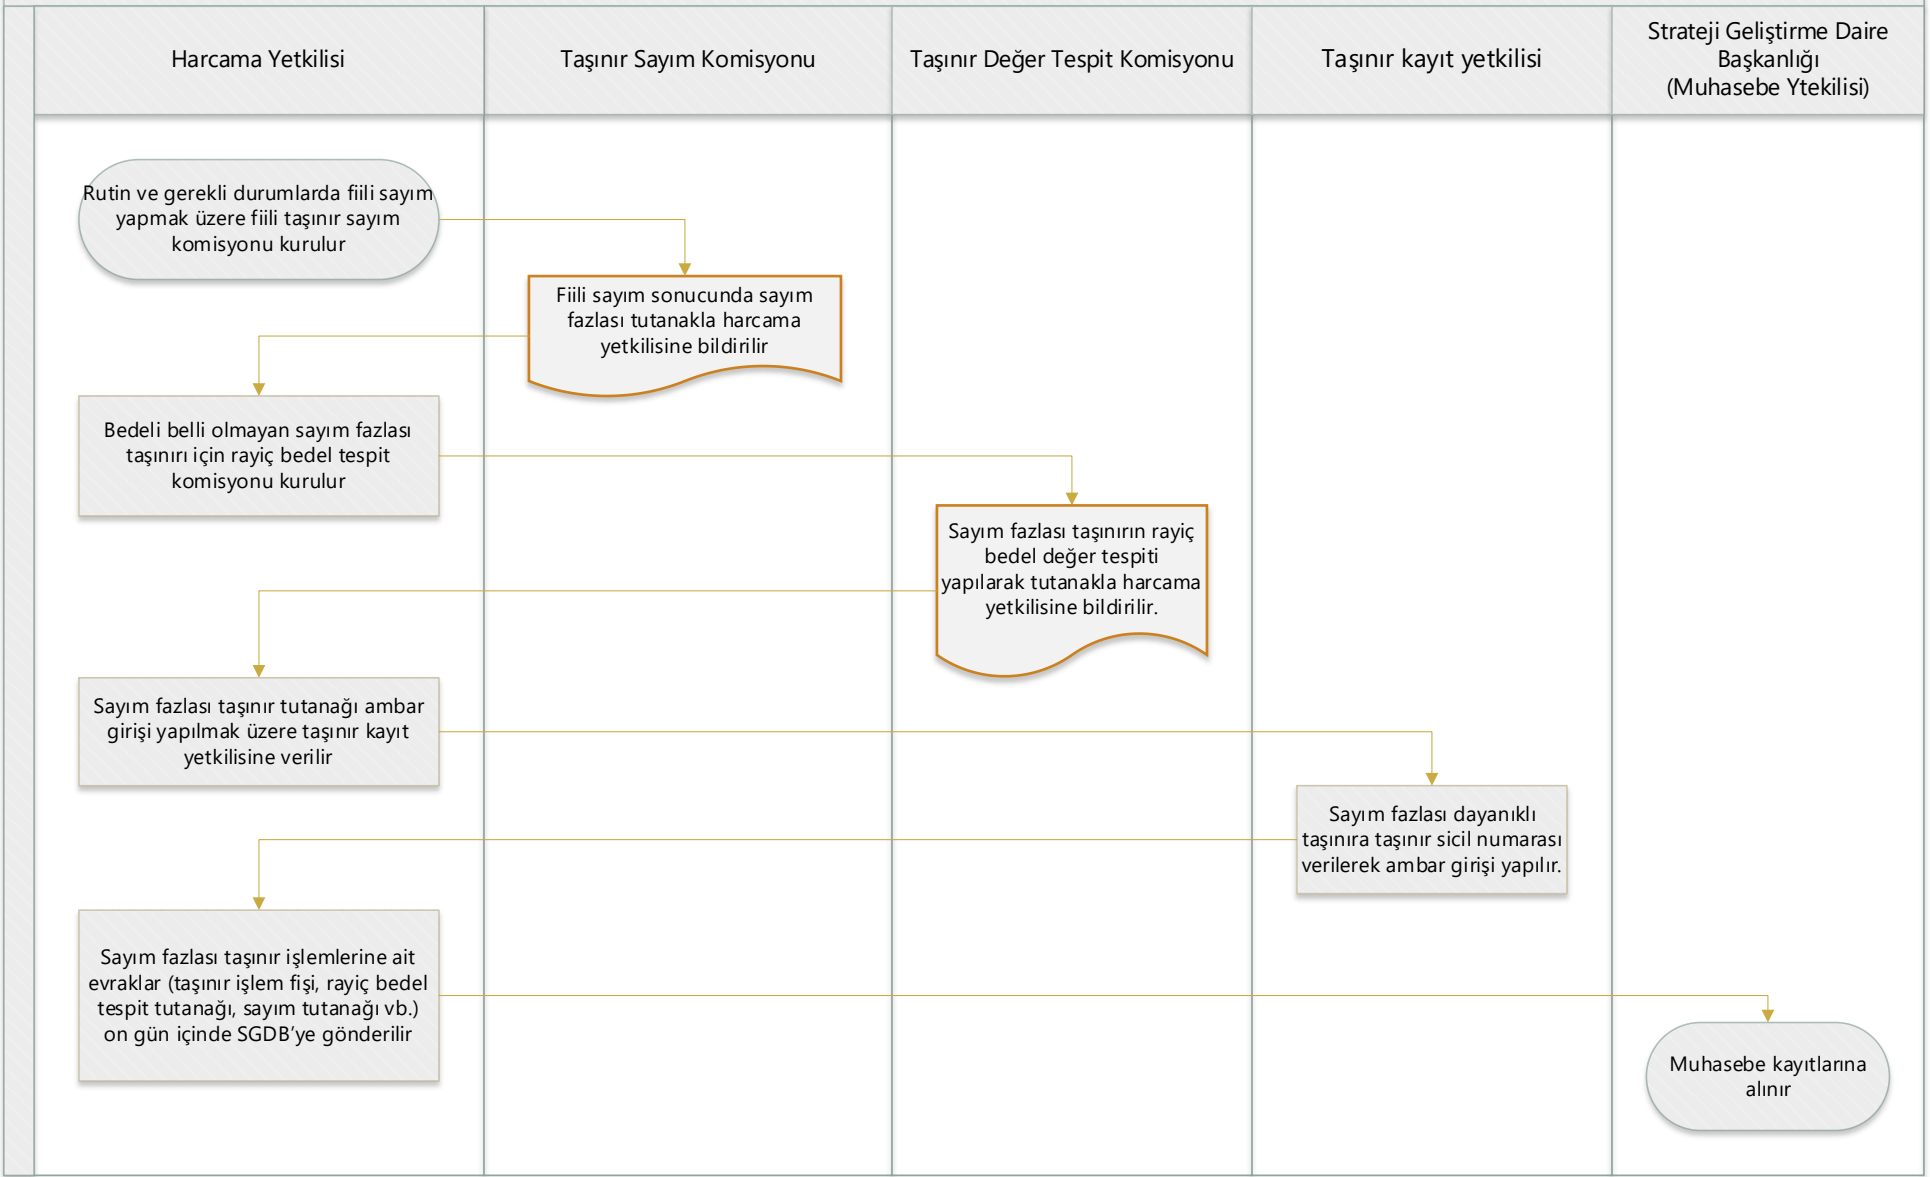 Harcama Yetkilisi
Taşınır Sayım Komisyonu
Taşınır Değer Tespit Komisyonu
Taşınır kayıt yetkilisi
Strateji Geliştirme Daire
Başkanlığı
(Muhasebe Ytekilisi)
Rutin ve gerekli durumlarda fiili sayım
yapmak üzere fiili taşınır sayım
komisyonu kurulur
Fiili sayım sonucunda sayım
fazlası tutanakla harcama
yetkilisine bildirilir
Bedeli belli olmayan sayım fazlası
taşınırı için rayiç bedel tespit
komisyonu kurulur
Sayım fazlası taşınırın rayiç
bedel değer tespiti
yapılarak tutanakla harcama
yetkilisine bildirilir.
Sayım fazlası taşınır tutanağı ambar
girişi yapılmak üzere taşınır kayıt
yetkilisine verilir
Sayım fazlası dayanıklı
taşınıra taşınır sicil numarası
verilerek ambar girişi yapılır.
Sayım fazlası taşınır işlemlerine ait
evraklar (taşınır işlem fişi, rayiç bedel
tespit tutanağı, sayım tutanağı vb.)
on gün içinde SGDB’ye gönderilir
Muhasebe kayıtlarına
alınır